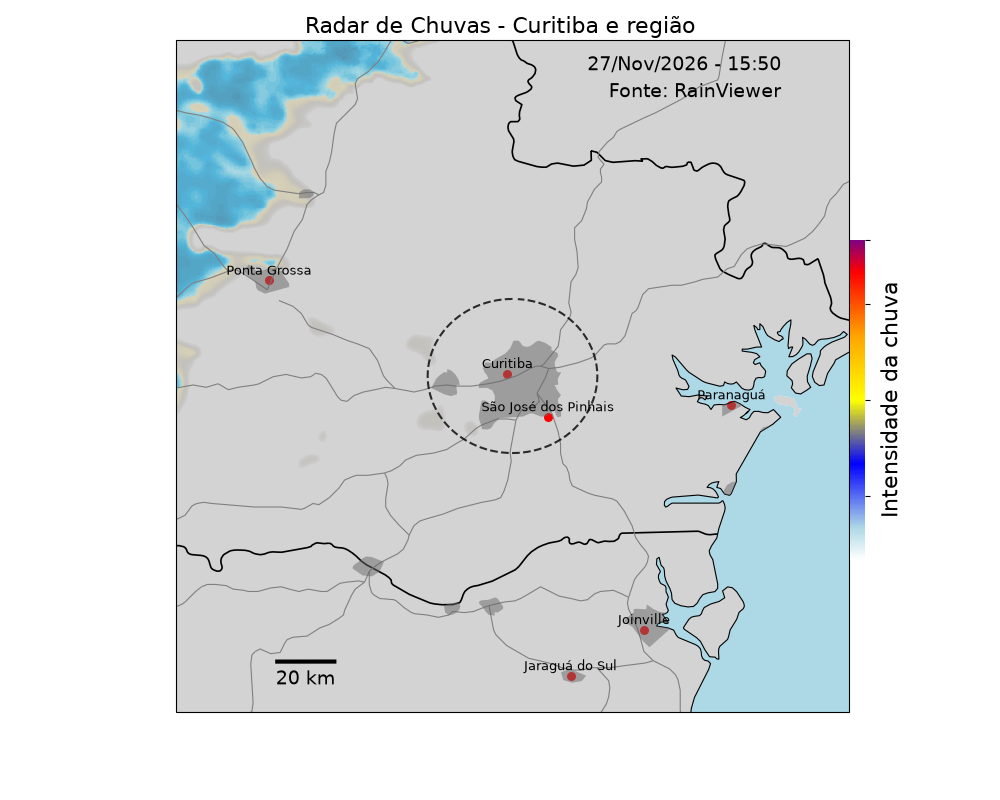 Radar de Chuvas - Curitiba e região
27/Nov/2026 - 15:50
Fonte: RainViewer
Ponta Grossa
Curitiba
São José dos Pinhais
Paranaguá
Intensidade da chuva
Joinville
Jaraguá do Sul
20 km